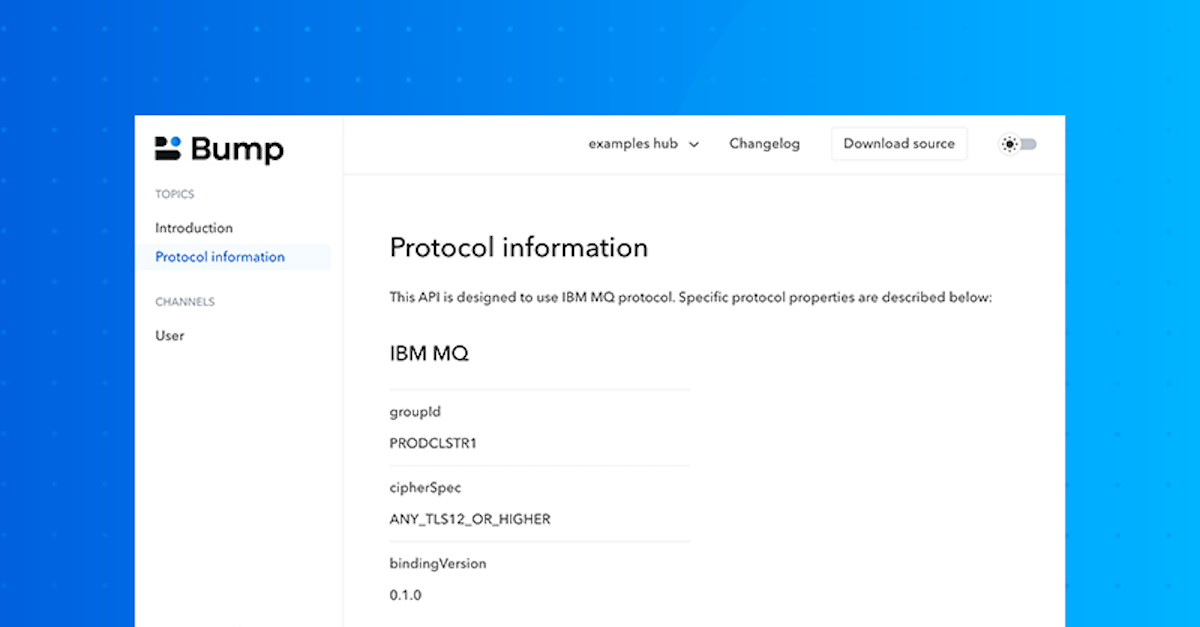 Bump
TOPICS
Introduction
Protocol information
CHANNELS
User
examples hub
Changelog
Download source
Protocol information
This API is designed to use IBM MQ protocol. Specific protocol properties are described below:
IBM MQ
groupId
PRODCLSTR1
cipherSpec
ANY_TLS12_OR_HIGHER
bindingVersion
0.1.0